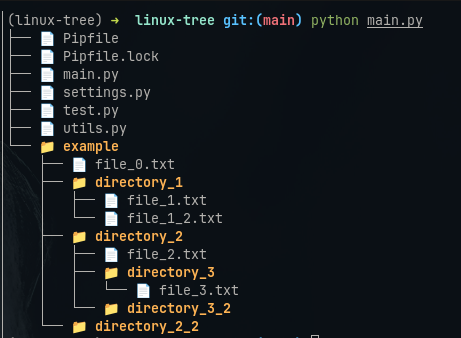 (linux-tree) ➜ linux-tree git:(main) python main.py
├── 📄 Pipfile
├── 📄 Pipfile.lock
├── 📄 main.py
├── 📄 settings.py
├── 📄 test.py
├── 📄 utils.py
└── 📁 example
    ├── 📄 file_0.txt
    ├── 📁 directory_1
    │   ├── 📄 file_1.txt
    │   └── 📄 file_1_2.txt
    ├── 📁 directory_2
    │   ├── 📄 file_2.txt
    │   ├── 📁 directory_3
    │   │   └── 📄 file_3.txt
    │   └── 📁 directory_3_2
    └── 📁 directory_2_2